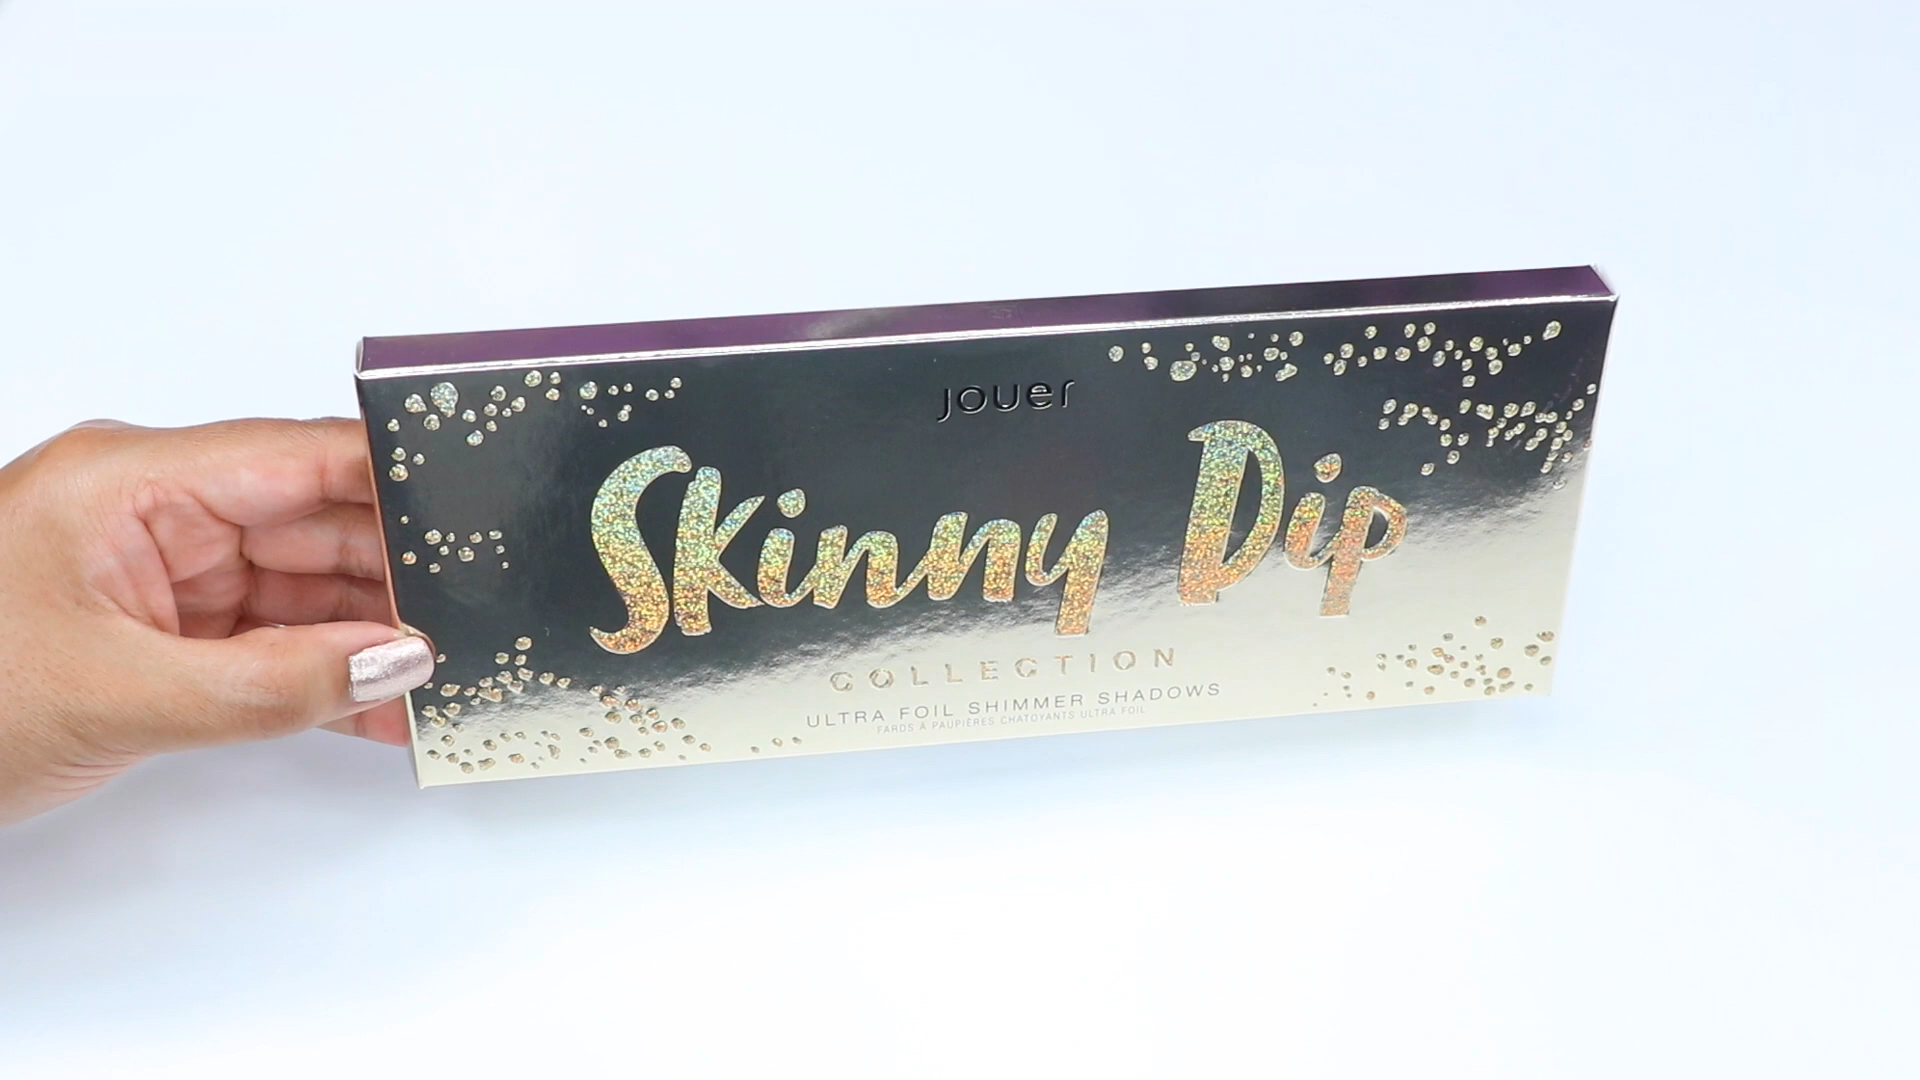 Jouer
Skinny Dip
COLLECTION
ULTRA FOIL SHIMMER SHADOWS
FARDS À PAUPIÈRES CHATOYANTS ULTRA FOIL